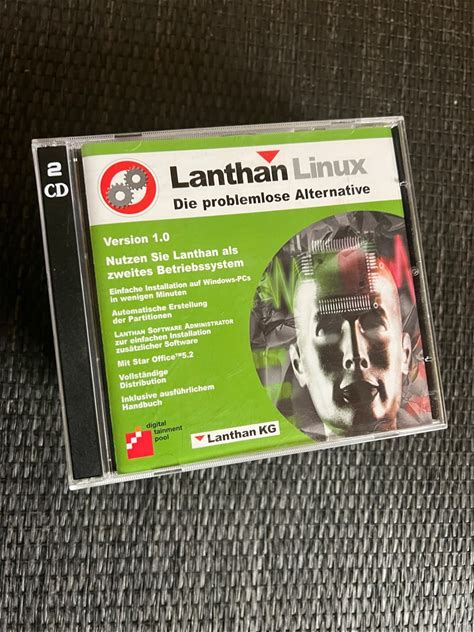 2
CD
Lanthan Linux
Die problemlose Alternative
Version 1.0
Nutzen Sie Lanthan als
zweites Betriebssystem
Einfache Installation auf Windows-PCs
in wenigen Minuten
Automatische Erstellung
der Partitionen
Lanthan Software Administrator
zur einfachen Installation
zusätzlicher Software
Mit Star Office™5.2
Vollständige
Distribution
Inklusive ausführlichem
Handbuch
digital
tainment
pool
Lanthan KG